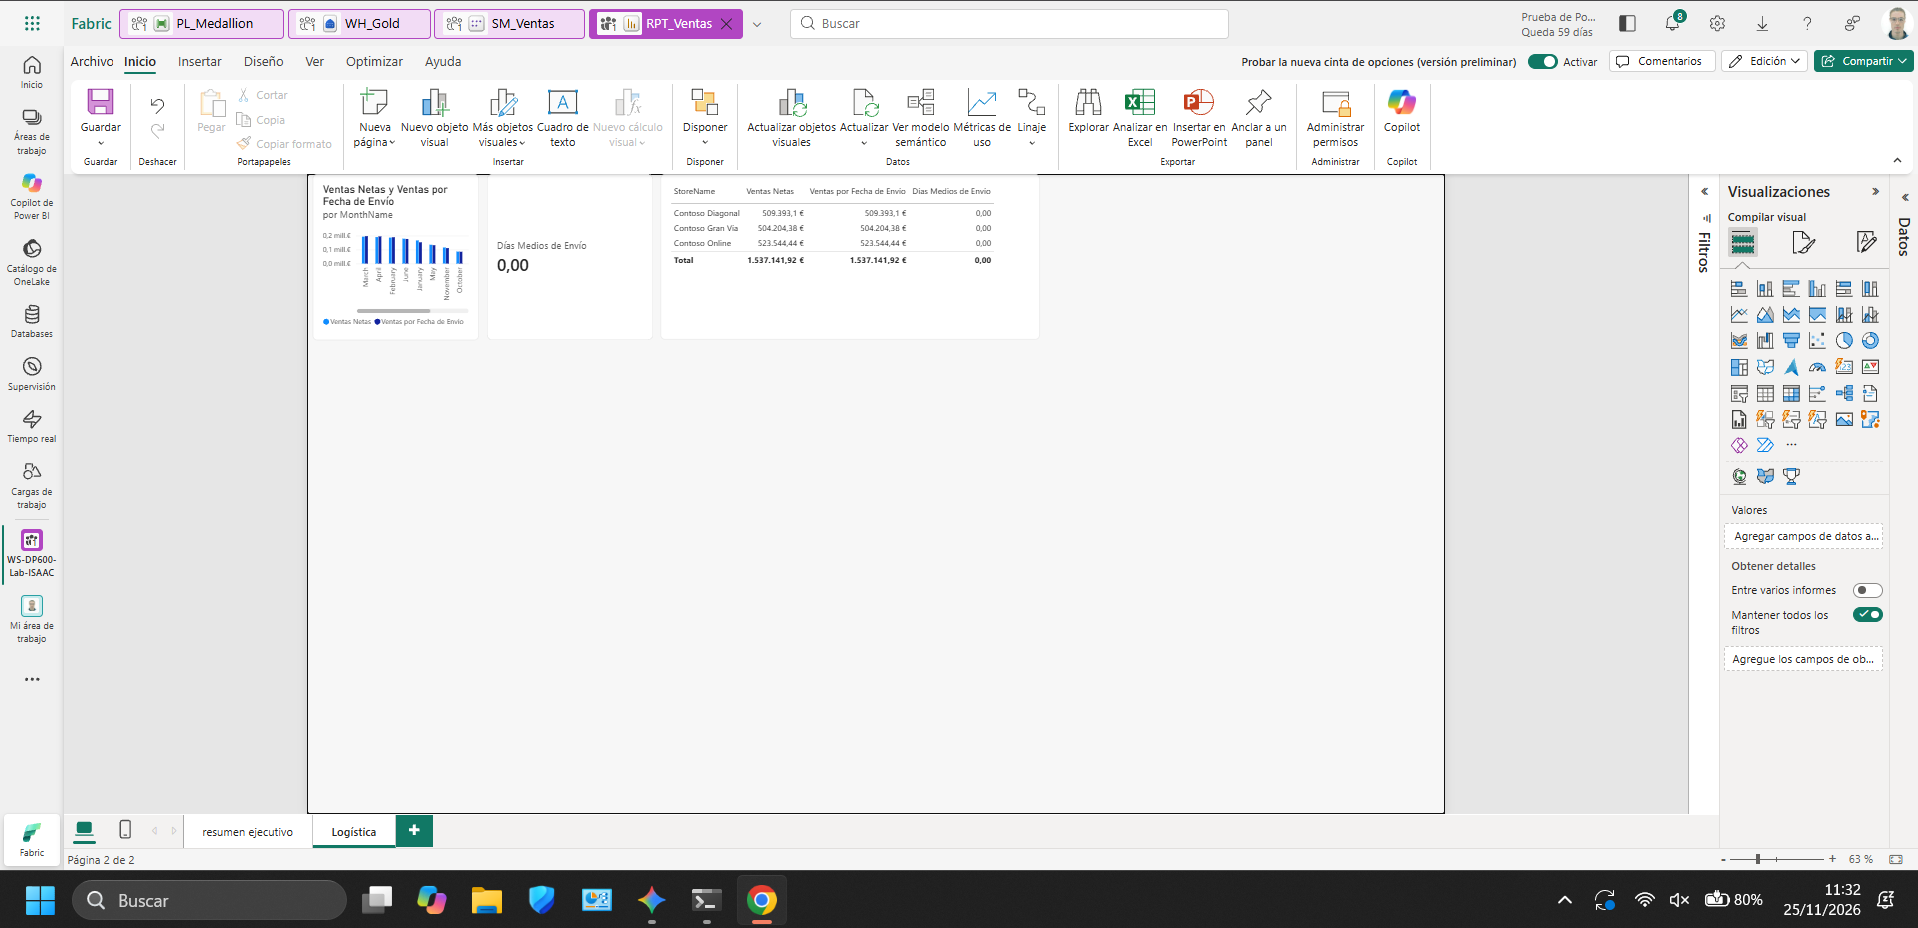 Fabric
PL_Medallion
WH_Gold
SM_Ventas
RPT_Ventas
Buscar
Prueba de Po...
Queda 59 días
8
Archivo
Inicio
Insertar
Diseño
Ver
Optimizar
Ayuda
Probar la nueva cinta de opciones (versión preliminar)
Activar
Comentarios
Edición
Compartir
Guardar
Guardar
Deshacer
Pegar
Cortar
Copia
Copiar formato
Portapapeles
Nueva
página
Nuevo objeto
visual
Más objetos
visuales
Cuadro de
texto
Nuevo cálculo
visual
Insertar
Disponer
Disponer
Actualizar objetos
visuales
Actualizar
Ver modelo
semántico
Métricas de
uso
Linaje
Datos
Explorar
Analizar en
Excel
Insertar en
PowerPoint
Anclar a un
panel
Exportar
Administrar
permisos
Administrar
Copilot
Copilot
Inicio
Áreas de
trabajo
Copilot de
Power BI
Catálogo de
OneLake
Databases
Supervisión
Tiempo real
Cargas de
trabajo
WS-DP600-
Lab-ISAAC
Mi área de
trabajo
Fabric
Ventas Netas y Ventas por
Fecha de Envío
por MonthName
0,2 mill.€
0,1 mill.€
0,0 mill.€
March
April
February
June
January
May
November
October
Ventas Netas
Ventas por Fecha de Envío
Días Medios de Envío
0,00
StoreName Ventas Netas Ventas por Fecha de Envío Días Medios de Envío
Contoso Diagonal 509.393,1 € 509.393,1 € 0,00
Contoso Gran Via 504.204,38 € 504.204,38 € 0,00
Contoso Online 523.544,44 € 523.544,44 € 0,00
Total 1.537.141,92 € 1.537.141,92 € 0,00
Filtros
Visualizaciones
Compilar visual
Datos
123
Valores
Agregar campos de datos a...
Obtener detalles
Entre varios informes
Mantener todos los
filtros
Agregue los campos de ob...
resumen ejecutivo
Logística
+
Página 2 de 2
- + 63 %
Buscar
80%
11:32
25/11/2026